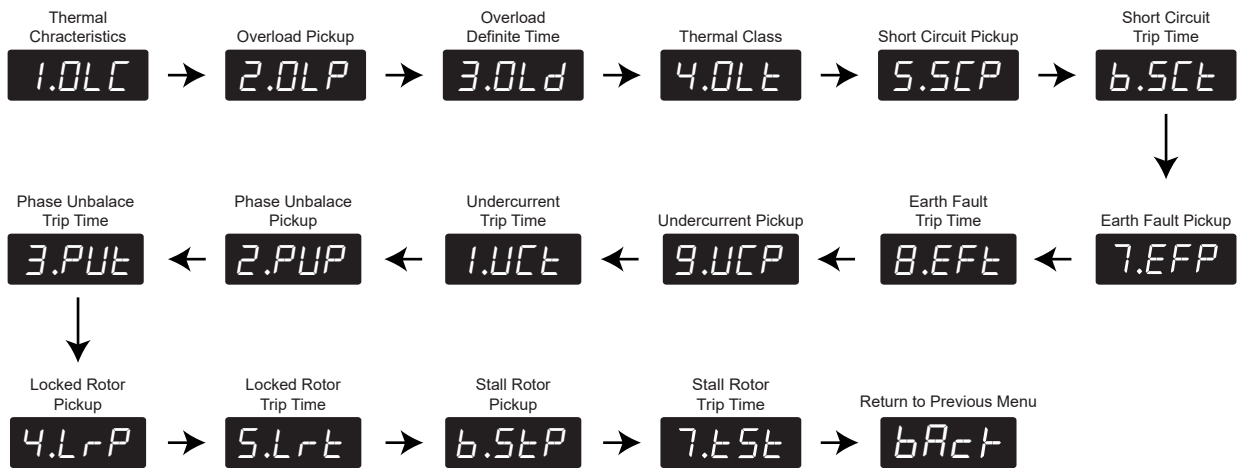 Thermal
Chracteristics
1.OLC
Overload Pickup
2.OLP
Overload
Definite Time
3.OLd
Thermal Class
4.OLt
Short Circuit Pickup
5.SCP
Short Circuit
Trip Time
6.SCt
Earth Fault Pickup
7.EFP
Earth Fault
Trip Time
8.EFt
Undercurrent Pickup
9.UCP
Undercurrent
Trip Time
1.UCt
Phase Unbalace
Pickup
2.PUP
Phase Unbalace
Trip Time
3.PUt
Locked Rotor
Pickup
4.LrP
Locked Rotor
Trip Time
5.Lrt
Stall Rotor
Pickup
6.StP
Stall Rotor
Trip Time
7.tSt
Return to Previous Menu
bAck